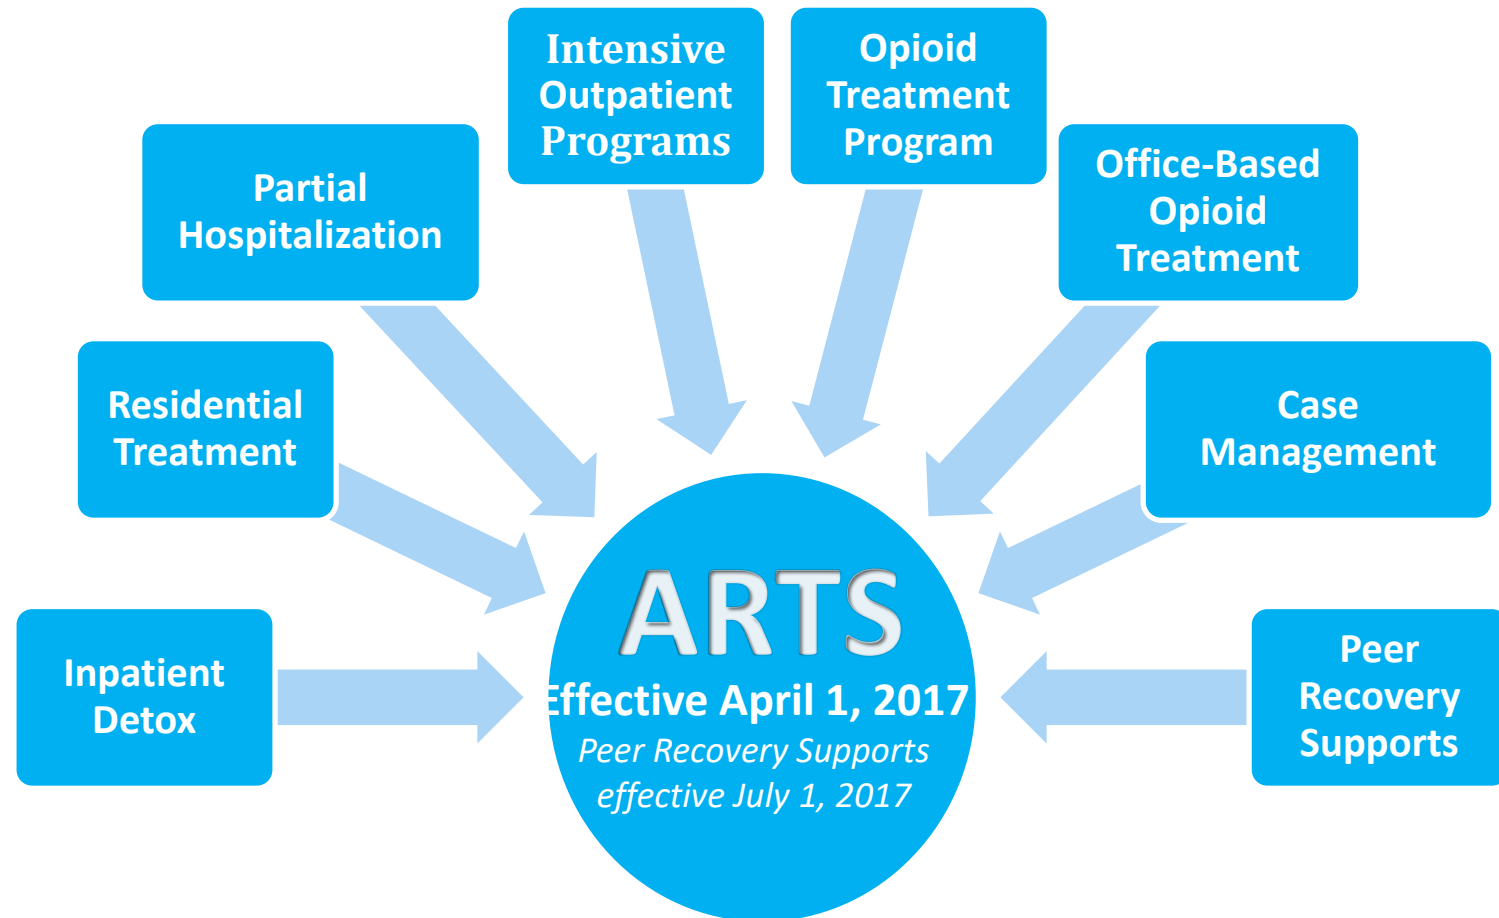 Intensive
Outpatient
Programs
Opioid
Treatment
Program
Partial
Hospitalization
Office-Based
Opioid
Treatment
Residential
Treatment
Case
Management
Inpatient
Detox
ARTS
Effective April 1, 2017
Peer Recovery Supports
effective July 1, 2017
Peer
Recovery
Supports